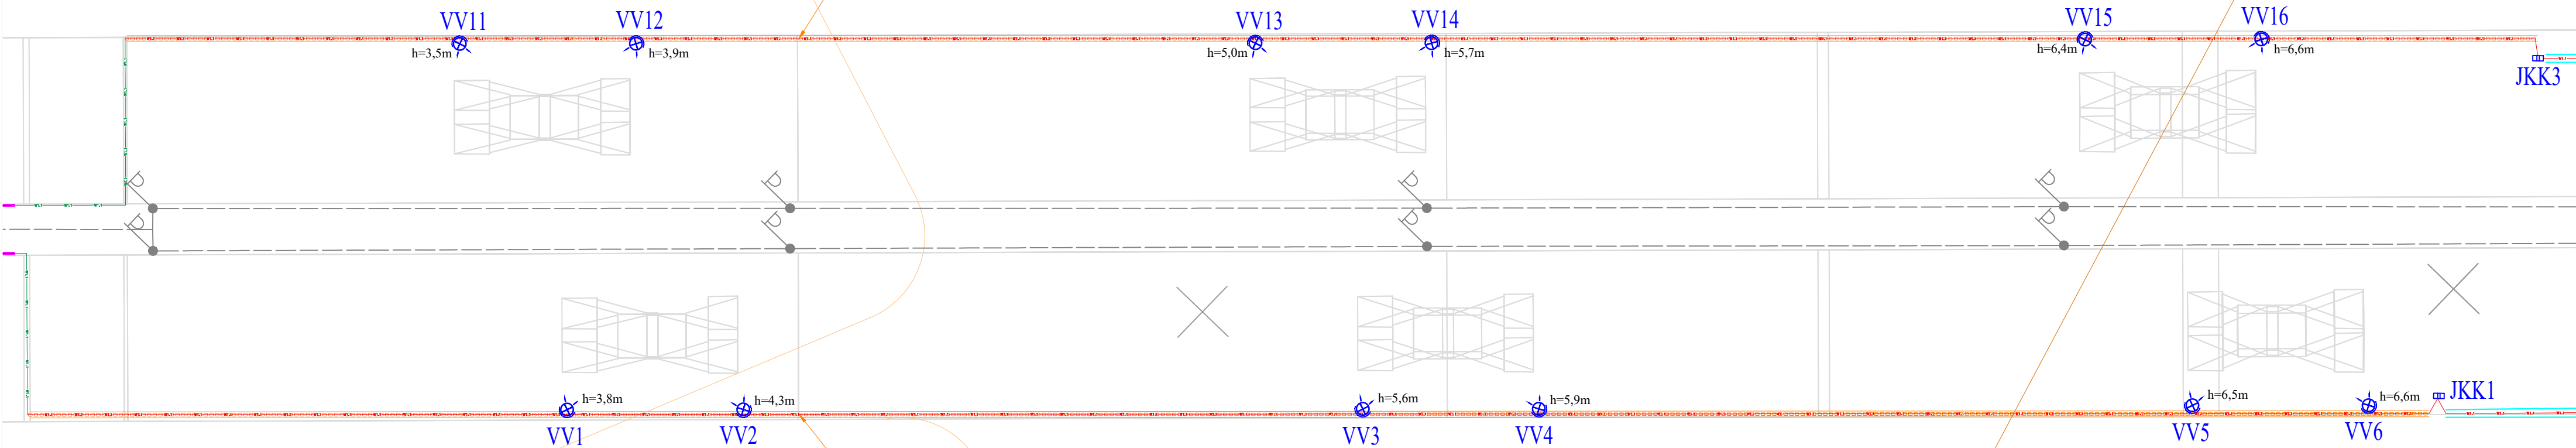 VV11
VV12
VV13
VV14
VV15
VV16
h=3,5m
h=3,9m
h=5,0m
h=5,7m
h=6,4m
h=6,6m
JKK3
P
P
P
P
P
P
P
P
h=3,8m
h=4,3m
h=5,6m
h=5,9m
h=6,5m
h=6,6m
JKK1
VV1
VV2
VV3
VV4
VV5
VV6